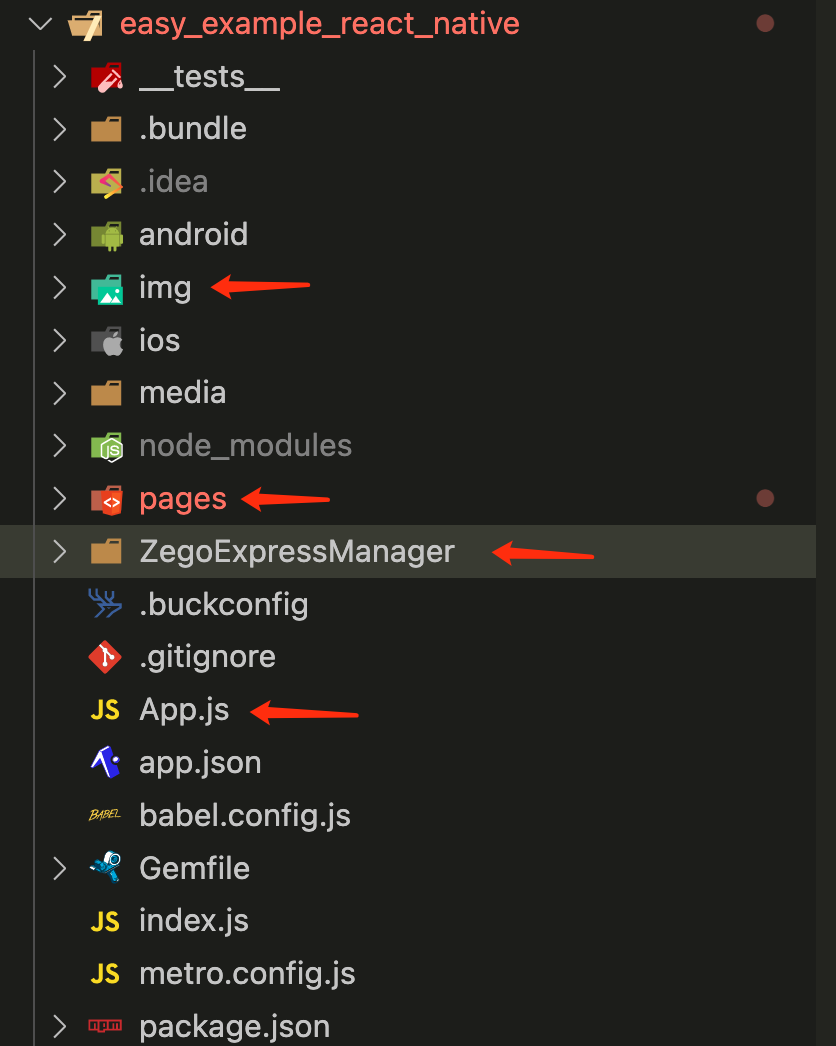 easy_example_react_native
__tests__
.bundle
.idea
android
img
ios
media
JS node_modules
pages
ZegoExpressManager
.buckconfig
.gitignore
JS App.js
app.json
BABEL babel.config.js
Gemfile
JS index.js
JS metro.config.js
npm package.json